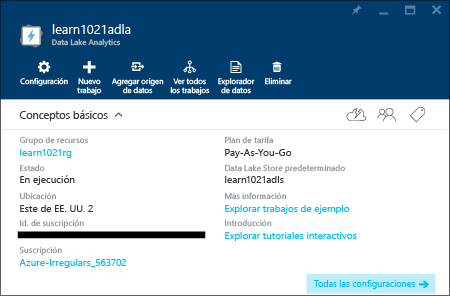 learn1021adla
Data Lake Analytics
Configuración
Nuevo trabajo
Agregar origen de datos
Ver todos los trabajos
Explorador de datos
Eliminar
Conceptos básicos
Grupo de recursos
learn1021rg
Estado
En ejecución
Ubicación
Este de EE. UU. 2
Id. de suscripción
Suscripción
Azure-Irregulars_563702
Plan de tarifa
Pay-As-You-Go
Data Lake Store predeterminado
learn1021adls
Más información
Explorar trabajos de ejemplo
Introducción
Explorar tutoriales interactivos
Todas las configuraciones